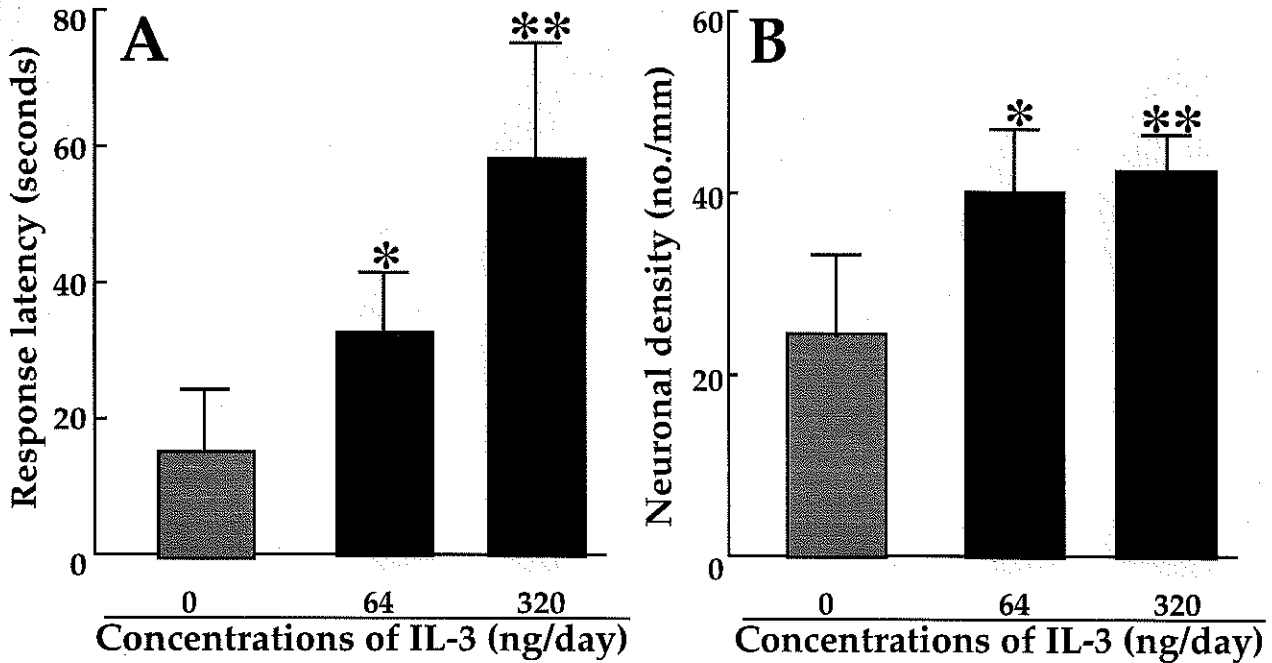 A
Response latency (seconds)
80
60
40
20
0
*
**
0 64 320
Concentrations of IL-3 (ng/day)
B
Neuronal density (no./mm)
60
40
20
0
*
**
0 64 320
Concentrations of IL-3 (ng/day)